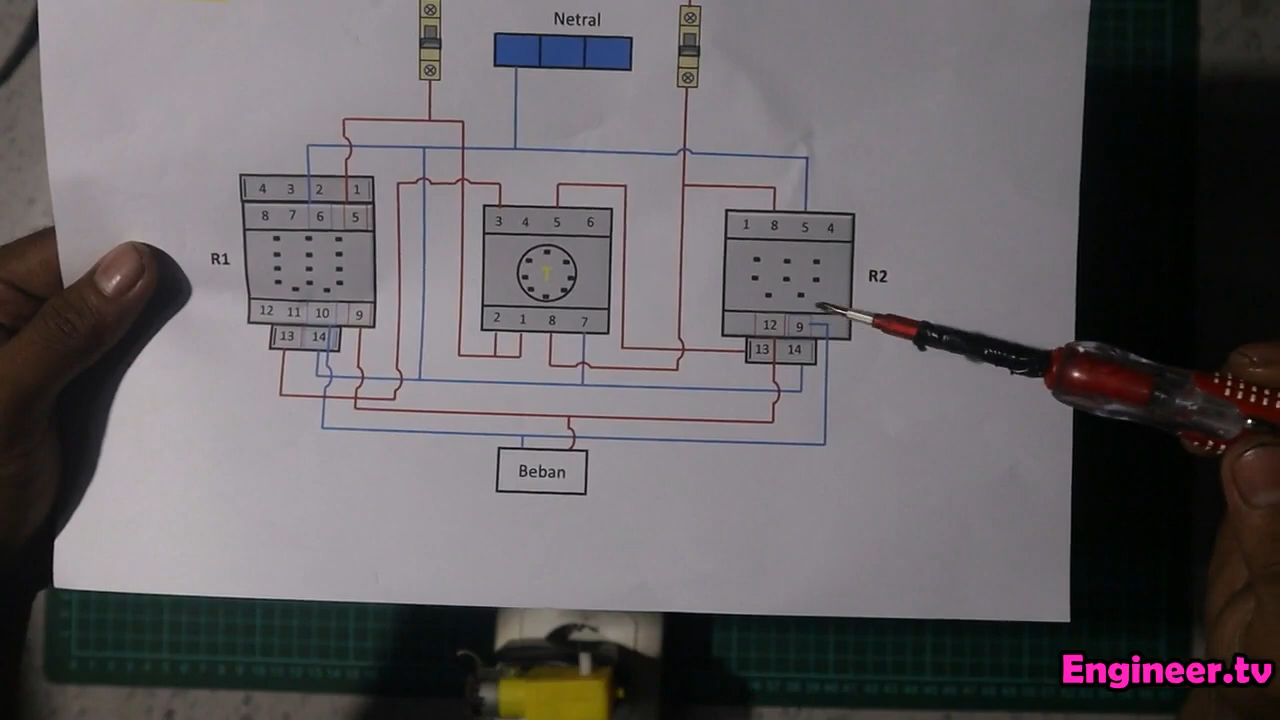 Netral
4 3 2 1
8 7 6 5
R1
12 11 10 9
13 14
3 4 5 6
T
2 1 8 7
1 8 5 4
R2
12 9
13 14
Beban
Engineer.tv